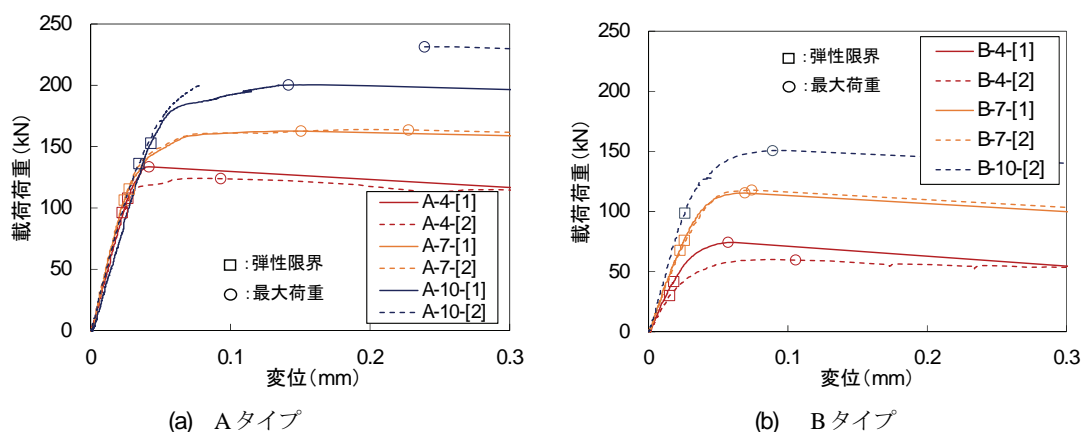 250
200
150
100
50
0
載荷荷重(kN)
□:弾性限界
○:最大荷重
A-4-[1]
A-4-[2]
A-7-[1]
A-7-[2]
A-10-[1]
A-10-[2]
0 0.1 0.2 0.3
変位(mm)
(a) Aタイプ
250
200
150
100
50
0
載荷荷重(kN)
□:弾性限界
○:最大荷重
B-4-[1]
B-4-[2]
B-7-[1]
B-7-[2]
B-10-[2]
0 0.1 0.2 0.3
変位(mm)
(b) Bタイプ